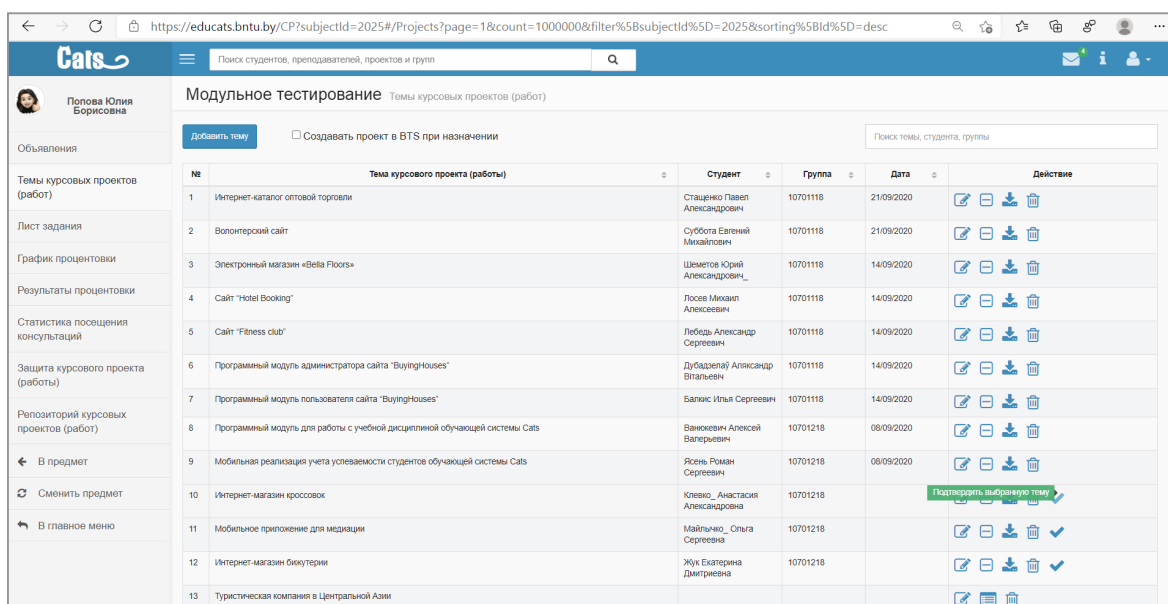 https://educats.bntu.by/CP?subjectId=2025#/Projects?page=1&count=1000000&filter%5BsubjectId%5D=2025&sorting%5BId%5D=desc
Cats
Поиск студентов, преподавателей, проектов и групп
4
Попова Юлия
Борисовна
Модульное тестирование Темы курсовых проектов (работ)
Добавить тему
Создавать проект в BTS при назначении
Поиск темы, студента, группы
Объявления
Темы курсовых проектов
(работ)
Лист задания
График процентовки
Результаты процентовки
Статистика посещения
консультаций
Защита курсового проекта
(работы)
Репозиторий курсовых
проектов (работ)
В предмет
Сменить предмет
В главное меню
№ Тема курсового проекта (работы) Студент Группа Дата Действие
1 Интернет-каталог оптовой торговли Стащенко Павел 10701118 21/09/2020
Александрович
2 Волонтерский сайт Суббота Евгений 10701118 21/09/2020
Михайлович
3 Электронный магазин «Bella Floors» Шеметов Юрий 10701118 14/09/2020
Александрович_
4 Сайт "Hotel Booking" Лосев Михаил 10701118 14/09/2020
Алексеевич
5 Сайт "Fitness club" Лебедь Александр 10701118 14/09/2020
Сергеевич
6 Программный модуль администратора сайта "BuyingHouses" Дубадзелаў Аляксандр 10701118 14/09/2020
Вітальевіч
7 Программный модуль пользователя сайта "BuyingHouses" Балкис Илья Сергеевич 10701118 14/09/2020
8 Программный модуль для работы с учебной дисциплиной обучающей системы Cats Ванюкевич Алексей 10701218 08/09/2020
Валерьевич
9 Мобильная реализация учета успеваемости студентов обучающей системы Cats Ясень Роман 10701218 08/09/2020
Сергеевич
Подтвердить выбранную тему
10 Интернет-магазин кроссовок Клевко_ Анастасия 10701218
Александровна
11 Мобильное приложение для медиации Майлычко_ Ольга 10701218
Сергеевна
12 Интернет-магазин бижутерии Жук Екатерина 10701218
Дмитриевна
13 Туристическая компания в Центральной Азии